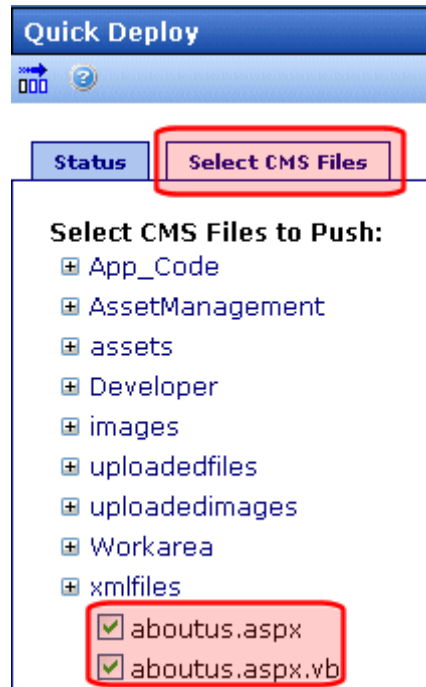 Quick Deploy
Status
Select CMS Files
Select CMS Files to Push:
App_Code
AssetManagement
assets
Developer
images
uploadedfiles
uploadedimages
Workarea
xmlfiles
aboutus.aspx
aboutus.aspx.vb